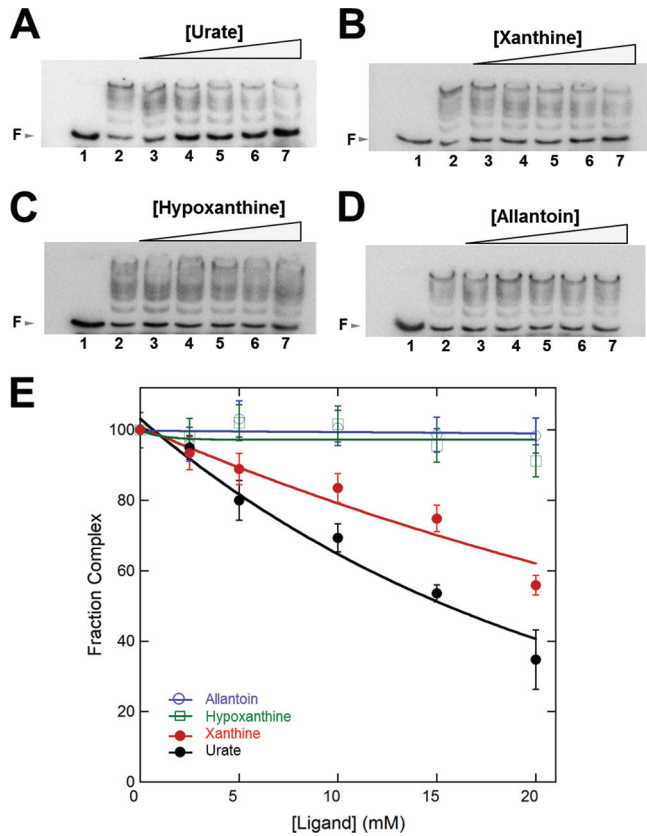 A
[Urate]
F
1 2 3 4 5 6 7
B
[Xanthine]
F
1 2 3 4 5 6 7
C
[Hypoxanthine]
F
1 2 3 4 5 6 7
D
[Allantoin]
F
1 2 3 4 5 6 7
E
Fraction Complex
100
80
60
40
20
0
Allantoin
Hypoxanthine
Xanthine
Urate
0 5 10 15 20
[Ligand] (mM)